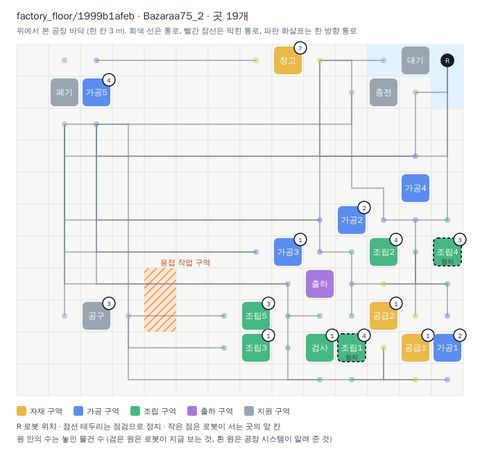 factory_floor/1999b1afeb · Bazaraa75_2 · 곳 19개
위에서 본 공장 바닥 (한 칸 3 m). 회색 선은 통로, 빨간 점선은 막힌 통로, 파란 화살표는 한 방향 통로
창고 7
대기
R
폐기
가공5 4
충전
가공4
가공2 2
가공3 1
조립2 4
조립4 3
정지
용접 작업 구역
출하
공구 3
조립5 3
공급2 1
조립3 1
검사 1
조립1 4
정지
공급1 1
가공1 2
자재 구역
가공 구역
조립 구역
출하 구역
지원 구역
R 로봇 위치 · 점선 테두리는 점검으로 정지 · 작은 점은 로봇이 서는 곳의 앞 칸
원 안의 수는 놓인 물건 수 (검은 원은 로봇이 지금 보는 것, 흰 원은 공장 시스템이 알려 준 것)